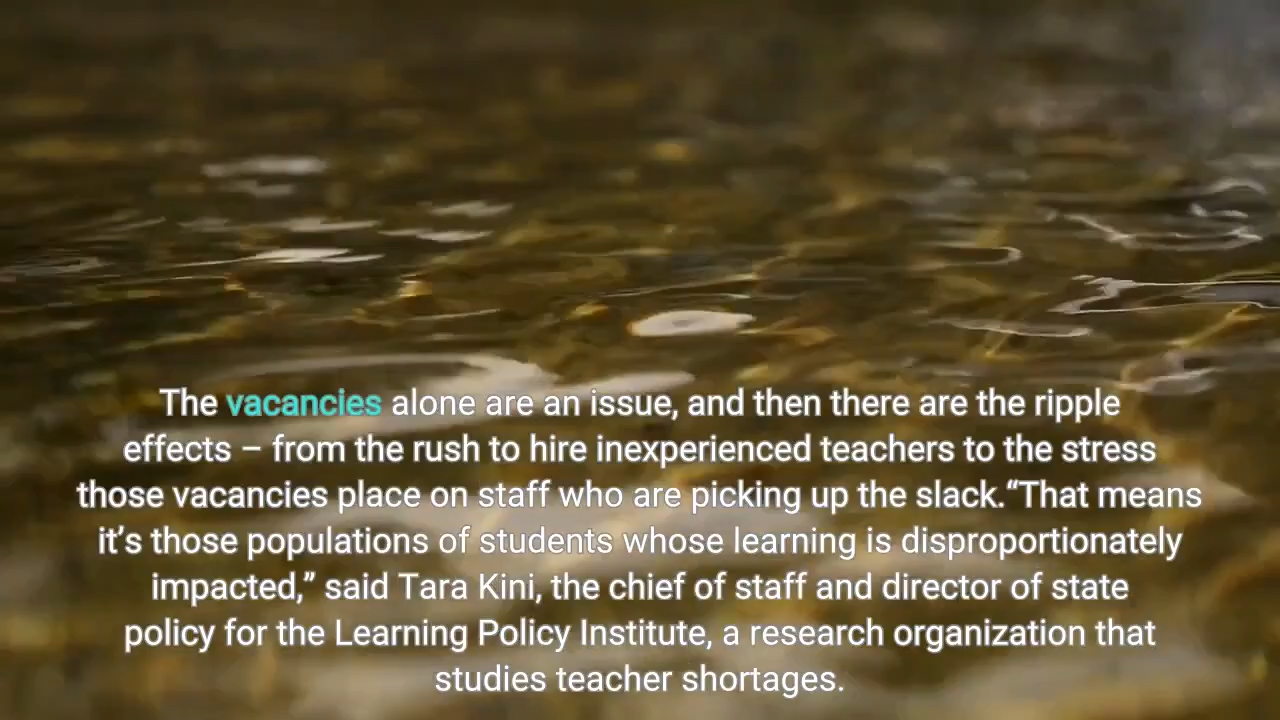 The vacancies alone are an issue, and then there are the ripple
effects – from the rush to hire inexperienced teachers to the stress
those vacancies place on staff who are picking up the slack.“That means
it’s those populations of students whose learning is disproportionately
impacted,” said Tara Kini, the chief of staff and director of state
policy for the Learning Policy Institute, a research organization that
studies teacher shortages.